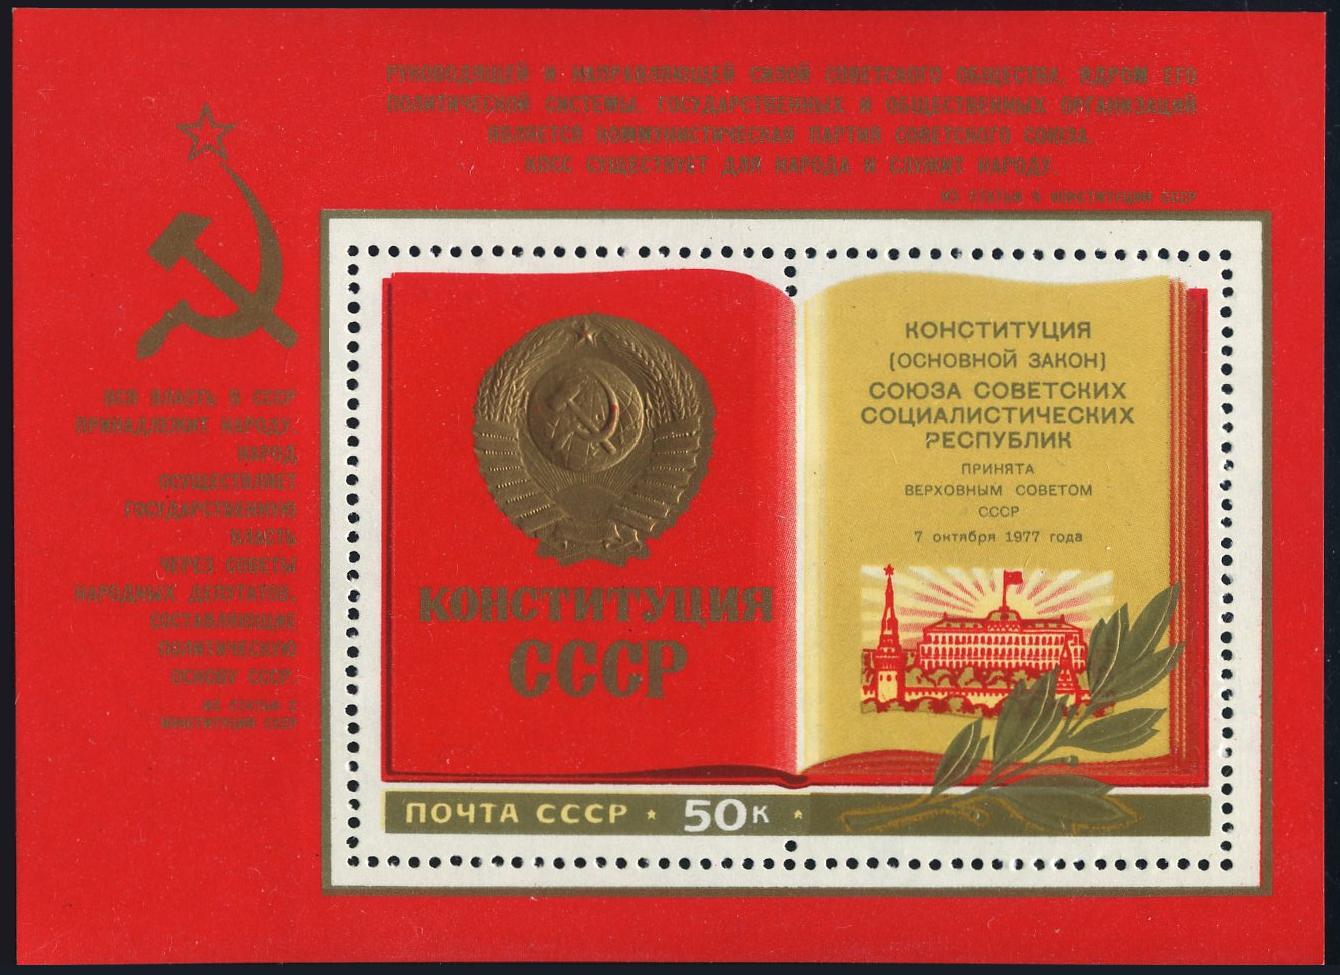 РУКОВОДЯЩЕЙ И НАПРАВЛЯЮЩЕЙ СИЛОЙ СОВЕТСКОГО ОБЩЕСТВА, ЯДРОМ ЕГО
ПОЛИТИЧЕСКОЙ СИСТЕМЫ, ГОСУДАРСТВЕННЫХ И ОБЩЕСТВЕННЫХ ОРГАНИЗАЦИЙ
ЯВЛЯЕТСЯ КОММУНИСТИЧЕСКАЯ ПАРТИЯ СОВЕТСКОГО СОЮЗА.
КПСС СУЩЕСТВУЕТ ДЛЯ НАРОДА И СЛУЖИТ НАРОДУ.
ИЗ СТАТЬИ 6 КОНСТИТУЦИИ СССР
ВСЯ ВЛАСТЬ В СССР
ПРИНАДЛЕЖИТ НАРОДУ.
НАРОД
ОСУЩЕСТВЛЯЕТ
ГОСУДАРСТВЕННУЮ
ВЛАСТЬ
ЧЕРЕЗ СОВЕТЫ
НАРОДНЫХ ДЕПУТАТОВ,
СОСТАВЛЯЮЩИЕ
ПОЛИТИЧЕСКУЮ
ОСНОВУ СССР.
ИЗ СТАТЬИ 2
КОНСТИТУЦИИ СССР
КОНСТИТУЦИЯ
СССР
КОНСТИТУЦИЯ
(ОСНОВНОЙ ЗАКОН)
СОЮЗА СОВЕТСКИХ
СОЦИАЛИСТИЧЕСКИХ
РЕСПУБЛИК
ПРИНЯТА
ВЕРХОВНЫМ СОВЕТОМ
СССР
7 октября 1977 года
ПОЧТА СССР ★ 50 К ★